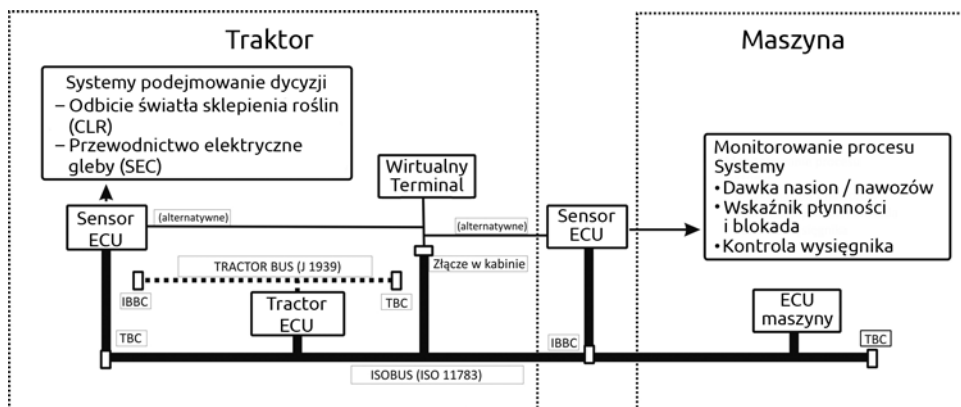 Traktor
Maszyna
Systemy podejmowanie dycyzji
– Odbicie światła sklepienia roślin
(CLR)
– Przewodnictwo elektryczne
gleby (SEC)
Wirtualny
Terminal
Monitorowanie procesu
Systemy
• Dawka nasion / nawozów
• Wskaźnik płynności
i blokada
• Kontrola wysięgnika
Sensor
ECU
(alternatywne)
(alternatywne)
Sensor
ECU
TRACTOR BUS (J 1939)
Złącze w kabinie
IBBC
TBC
Tractor
ECU
ECU
maszyny
TBC
IBBC
TBC
ISOBUS (ISO 11783)